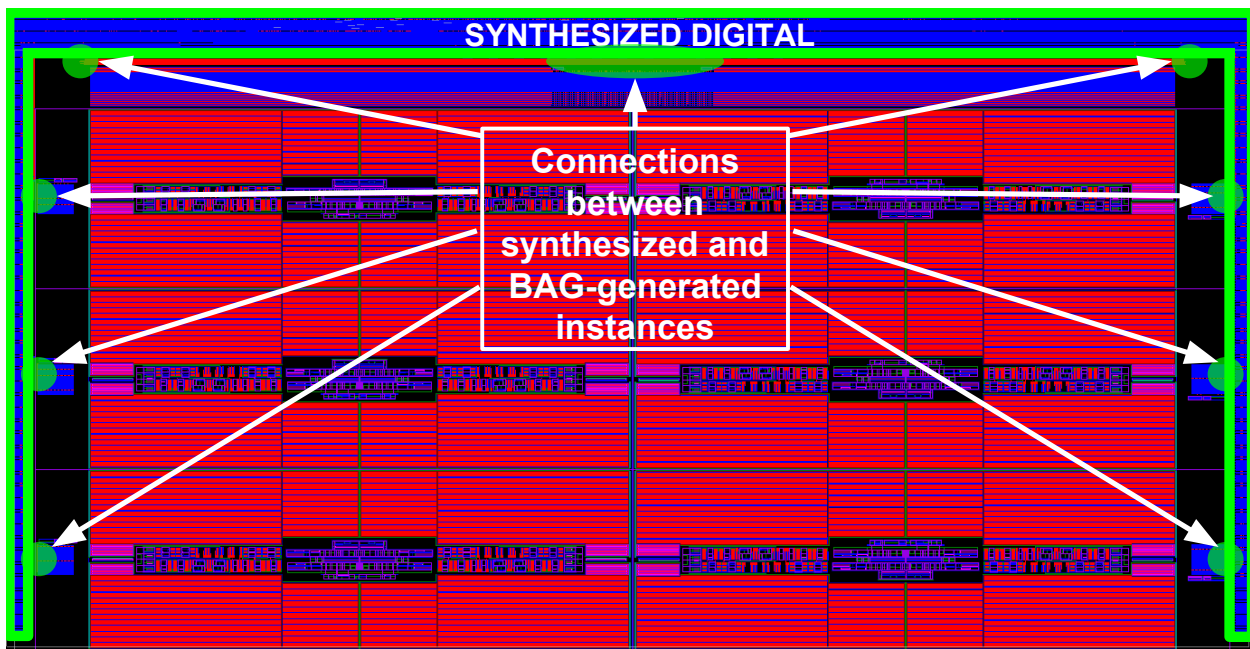 SYNTHESIZED DIGITAL
Connections
between
synthesized and
BAG-generated
instances